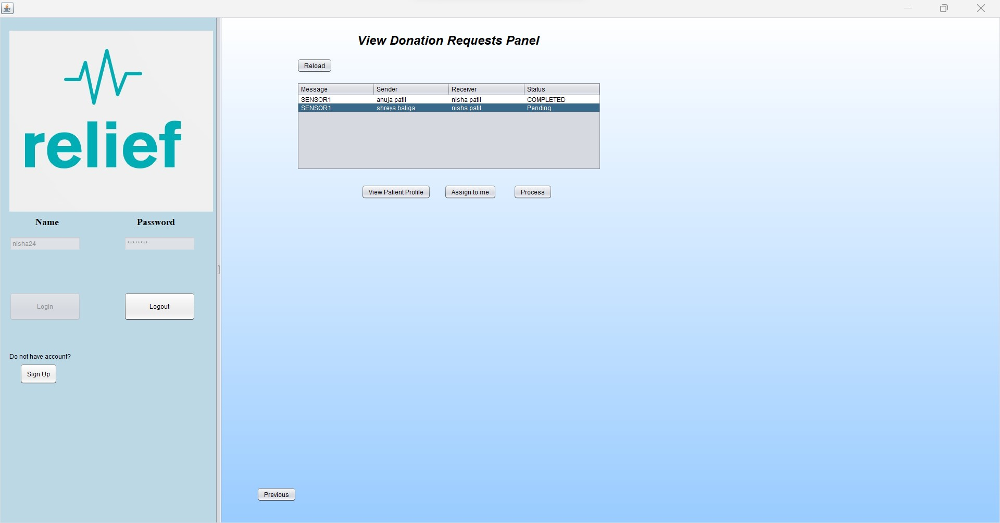 relief
Name Password
nisha24 ********
Login Logout
Do not have account?
Sign Up
View Donation Requests Panel
Reload
Message Sender Receiver Status
SENSOR1 anuja patil nisha patil COMPLETED
SENSOR1 shreya baliga nisha patil Pending
View Patient Profile Assign to me Process
Previous